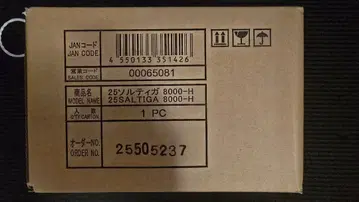 JANコード
JAN CODE
4 550133 351426
営業コード
SALES CODE
00065081
商品名
MODEL NAME
25ソルティガ 8000-H
25SALTIGA 8000-H
入数
Q'TY/CARTON
1 PC
オーダーNO.
ORDER NO.
25505237